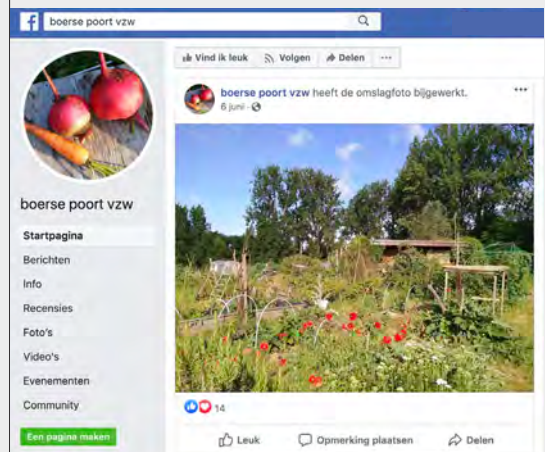 boerse poort vzw
Vind ik leuk Volgen Delen ...
boerse poort vzw heeft de omslagfoto bijgewerkt. ...
6 juni ·
boerse poort vzw
Startpagina
Berichten
Info
Recensies
Foto's
Video's
Evenementen
Community
Een pagina maken
14
Leuk Opmerking plaatsen Delen